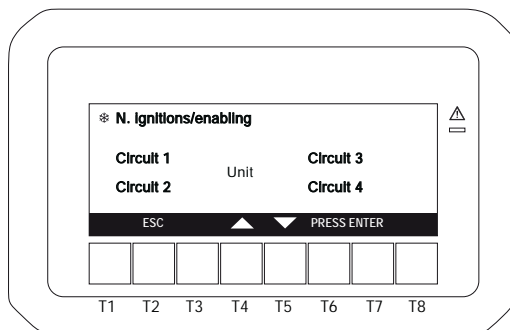 ❄ N. ignitions/enabling
Circuit 1
Circuit 2
Unit
Circuit 3
Circuit 4
ESC PRESS ENTER
T1 T2 T3 T4 T5 T6 T7 T8